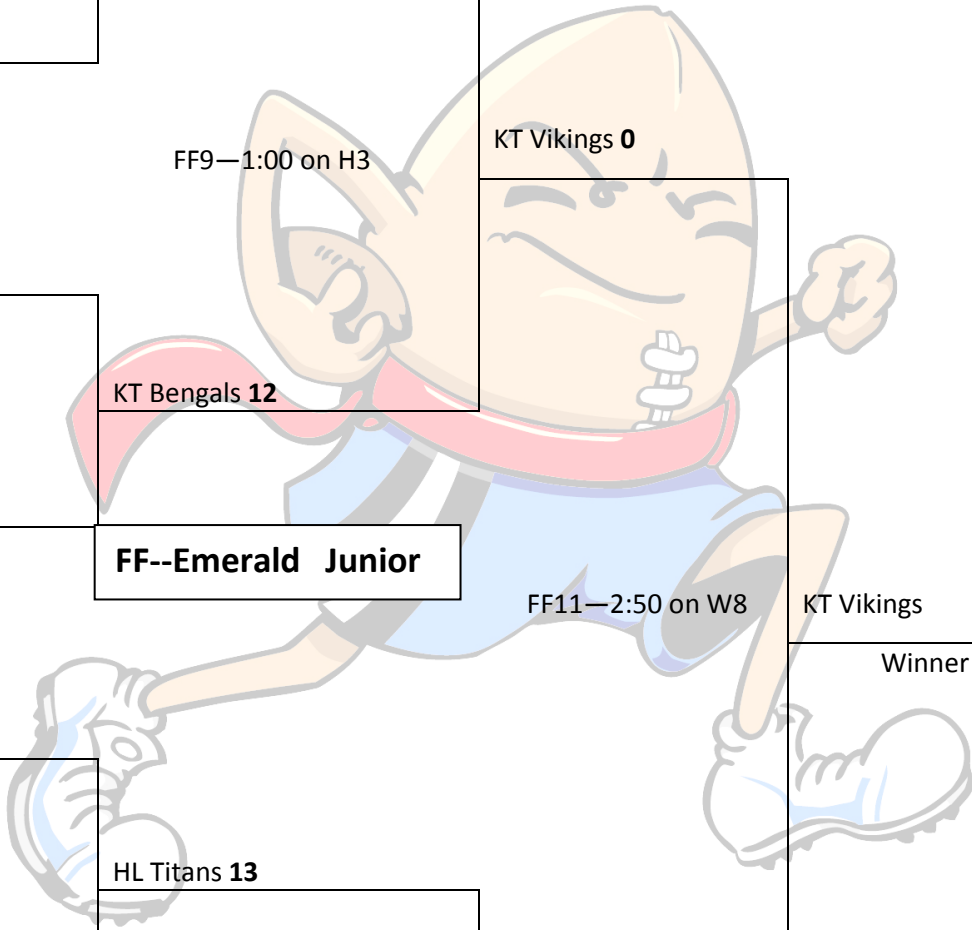 KT Vikings 0
FF9—1:00 on H3
KT Bengals 12
FF--Emerald Junior
FF11—2:50 on W8
KT Vikings
Winner
HL Titans 13